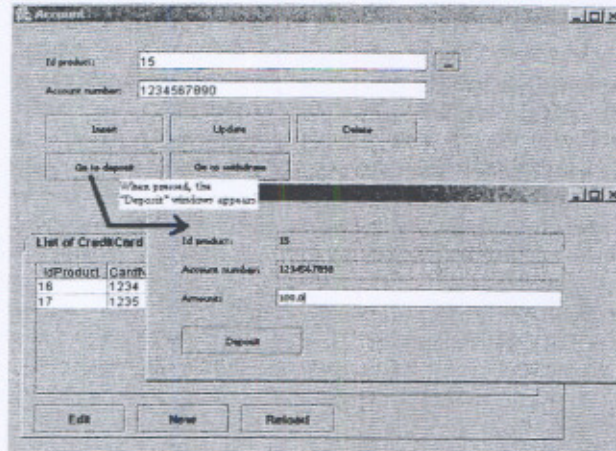 Account
Id product: 15
...
Account number: 1234567890
Insert Update Delete
Go to deposit Go to withdraw
When pressed, the
"Deposit" windows appears
Id product: 15
Account number: 1234567890
Amount: 100.0
Deposit
List of CreditCard
IdProduct CardN
16 1234
17 1235
Edit New Reload